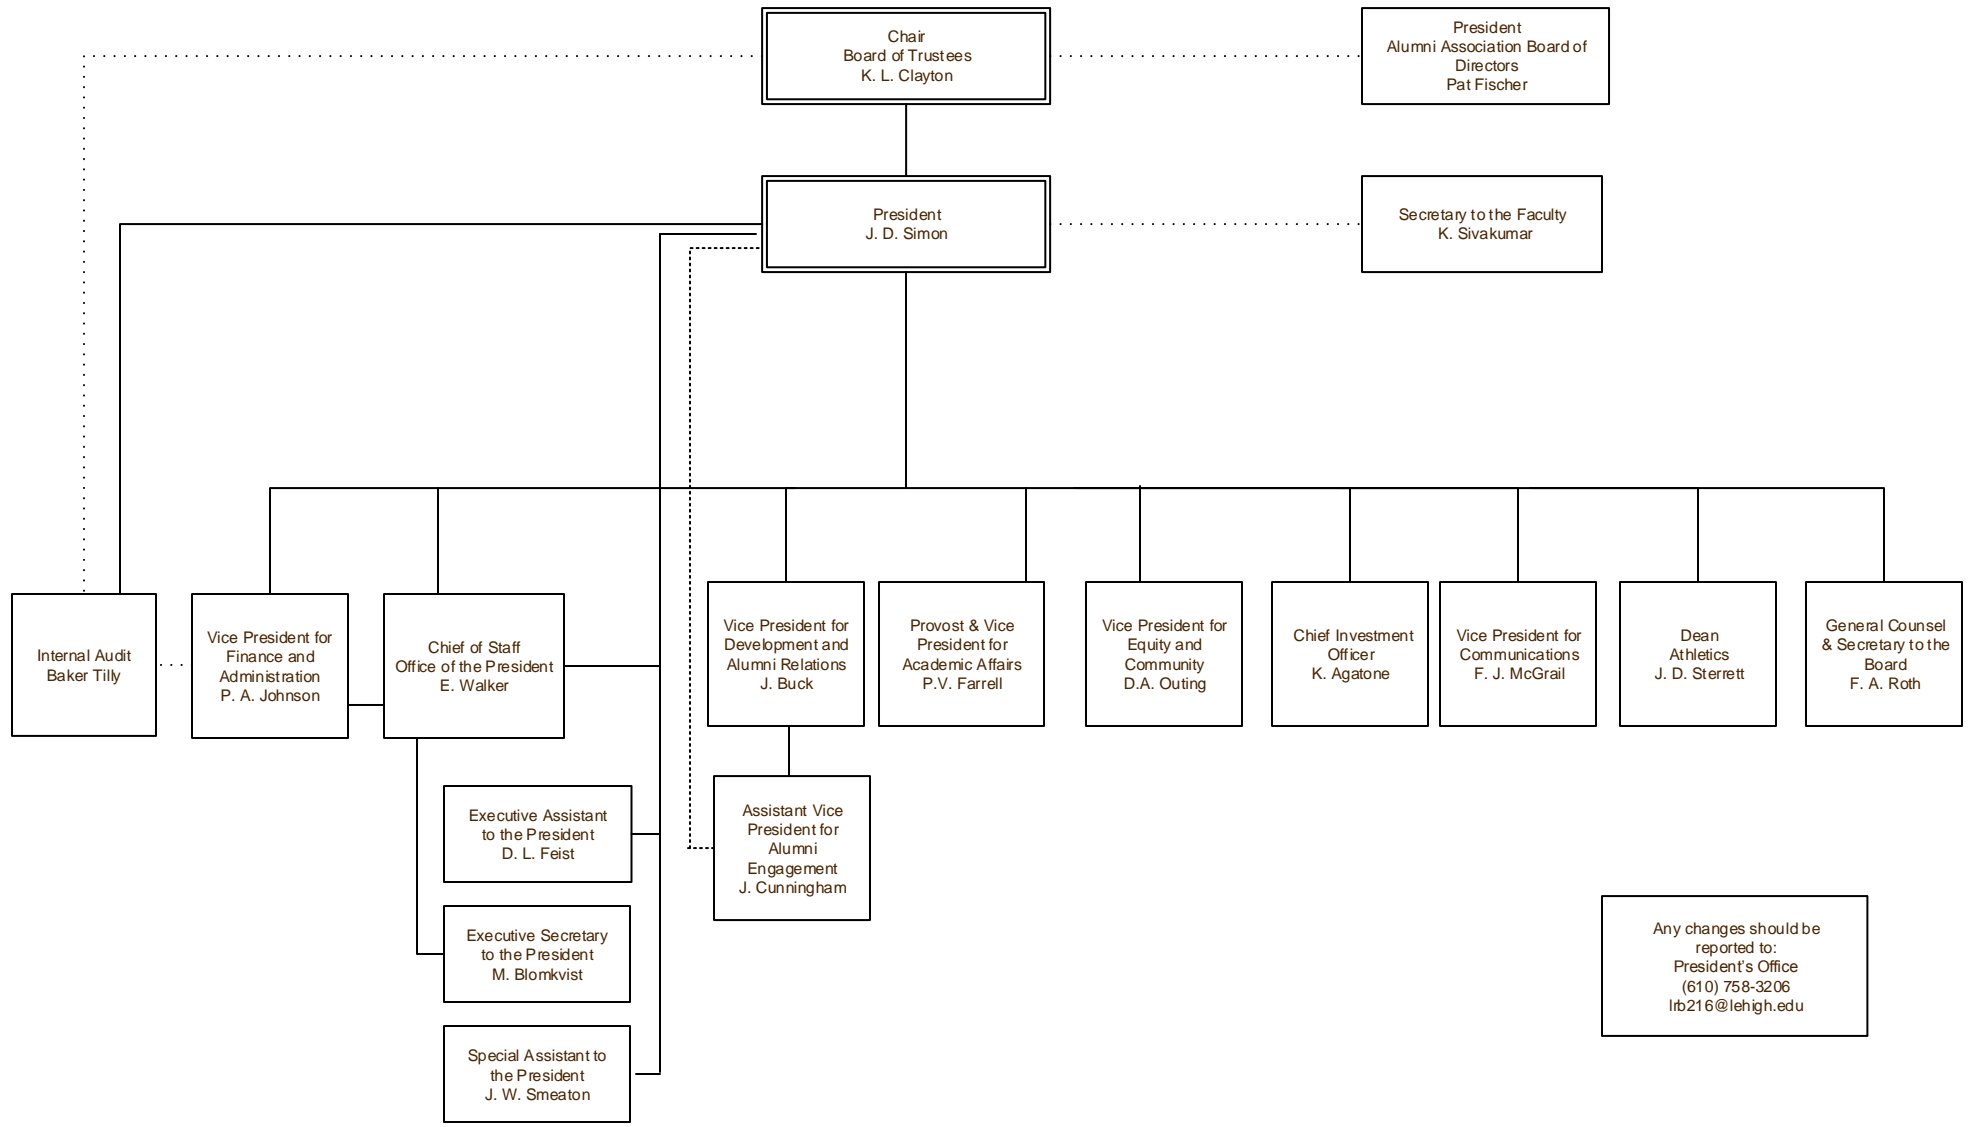 Chair
Board of Trustees
K. L. Clayton
President
Alumni Association Board of
Directors
Pat Fischer
President
J. D. Simon
Secretary to the Faculty
K. Sivakumar
Internal Audit
Baker Tilly
Vice President for
Finance and
Administration
P. A. Johnson
Chief of Staff
Office of the President
E. Walker
Vice President for
Development and
Alumni Relations
J. Buck
Provost & Vice
President for
Academic Affairs
P.V. Farrell
Vice President for
Equity and
Community
D.A. Outing
Chief Investment
Officer
K. Agatone
Vice President for
Communications
F. J. McGrail
Dean
Athletics
J. D. Sterrett
General Counsel
& Secretary to the
Board
F. A. Roth
Executive Assistant
to the President
D. L. Feist
Assistant Vice
President for
Alumni
Engagement
J. Cunningham
Executive Secretary
to the President
M. Blomkvist
Special Assistant to
the President
J. W. Smeaton
Any changes should be
reported to:
President’s Office
(610) 758-3206
lrb216@lehigh.edu